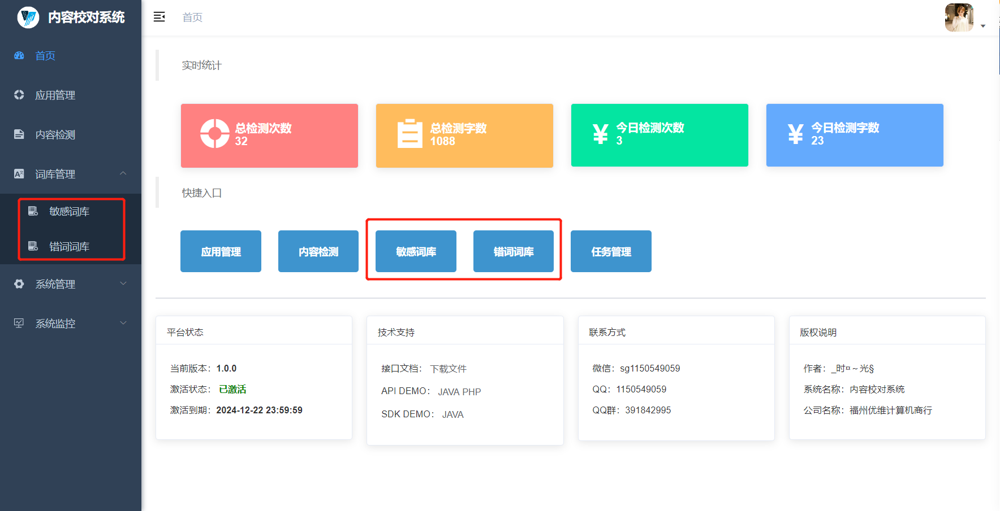 内容校对系统
首页
应用管理
内容检测
词库管理
敏感词库
错词词库
系统管理
系统监控
首页
实时统计
总检测次数
32
总检测字数
1088
今日检测次数
3
今日检测字数
23
快捷入口
应用管理
内容检测
敏感词库
错词词库
任务管理
平台状态
当前版本：1.0.0
激活状态：已激活
激活到期：2024-12-22 23:59:59
技术支持
接口文档：下载文件
API DEMO：JAVA PHP
SDK DEMO：JAVA
联系方式
微信：sg1150549059
QQ：1150549059
QQ群：391842995
版权说明
作者：_时¤～光§
系统名称：内容校对系统
公司名称：福州优维计算机商行